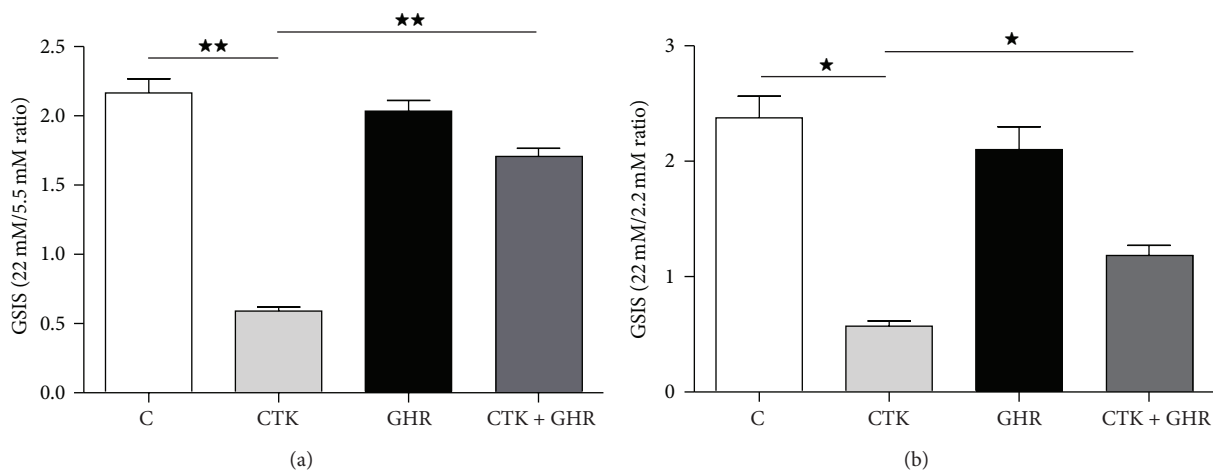 ★★
★★
2.5
2.0
1.5
1.0
0.5
0.0
GSIS (22 mM/5.5 mM ratio)
C
CTK
GHR
CTK + GHR
(a)
★
★
3
2
1
0
GSIS (22 mM/2.2 mM ratio)
C
CTK
GHR
CTK + GHR
(b)